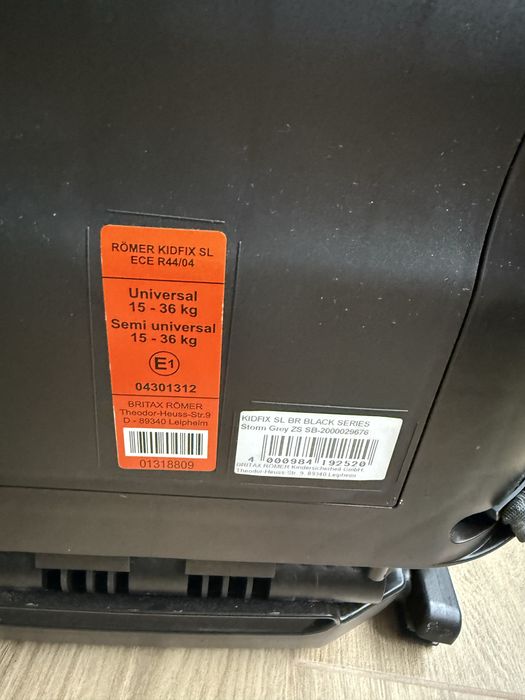 RÖMER KIDFIX SL
ECE R44/04
Universal
15 - 36 kg
Semi universal
15 - 36 kg
E1
04301312
BRITAX RÖMER
Theodor-Heuss-Str.9
D - 89340 Leipheim
01318809
KIDFIX SL BR BLACK SERIES
Storm Grey ZS SB-2000029676
4 000984 192520
BRITAX RÖMER Kindersicherheit GmbH
Theodor-Heuss-Str. 9, 89340 Leipheim